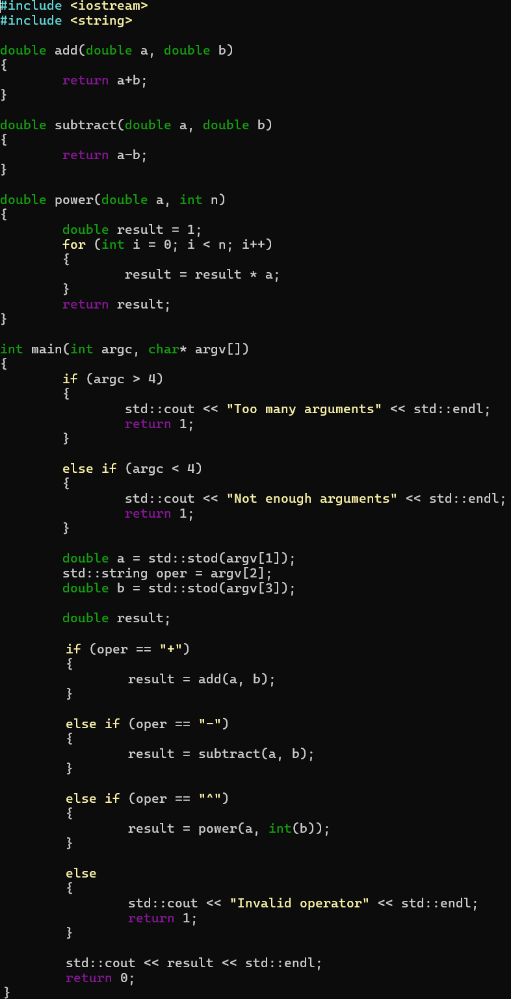 #include <iostream>
#include <string>

double add(double a, double b)
{
        return a+b;
}

double subtract(double a, double b)
{
        return a-b;
}

double power(double a, int n)
{
        double result = 1;
        for (int i = 0; i < n; i++)
        {
                result = result * a;
        }
        return result;
}

int main(int argc, char* argv[])
{
        if (argc > 4)
        {
                std::cout << "Too many arguments" << std::endl;
                return 1;
        }

        else if (argc < 4)
        {
                std::cout << "Not enough arguments" << std::endl;
                return 1;
        }

        double a = std::stod(argv[1]);
        std::string oper = argv[2];
        double b = std::stod(argv[3]);

        double result;

        if (oper == "+")
        {
                result = add(a, b);
        }

        else if (oper == "-")
        {
                result = subtract(a, b);
        }

        else if (oper == "^")
        {
                result = power(a, int(b));
        }

        else
        {
                std::cout << "Invalid operator" << std::endl;
                return 1;
        }

        std::cout << result << std::endl;
        return 0;
}